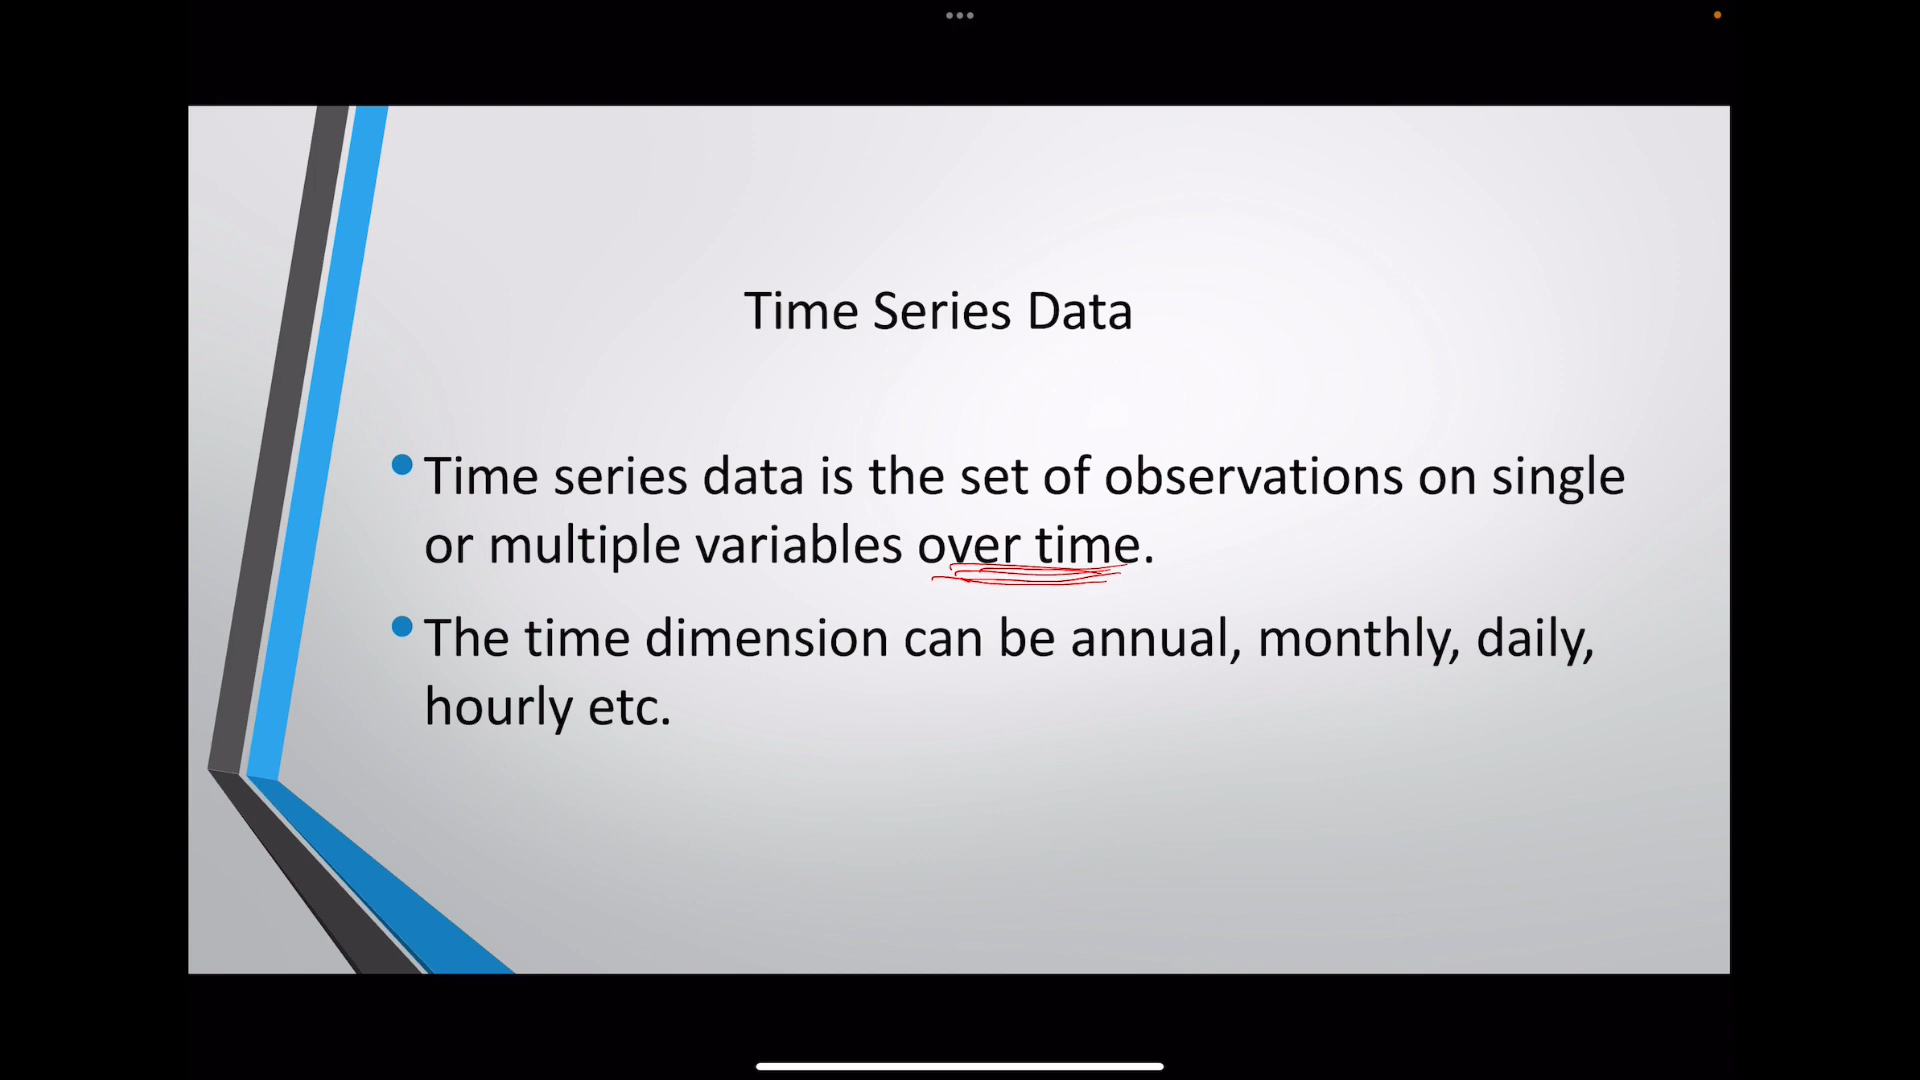 Time Series Data
Time series data is the set of observations on single
or multiple variables over time.
The time dimension can be annual, monthly, daily,
hourly etc.